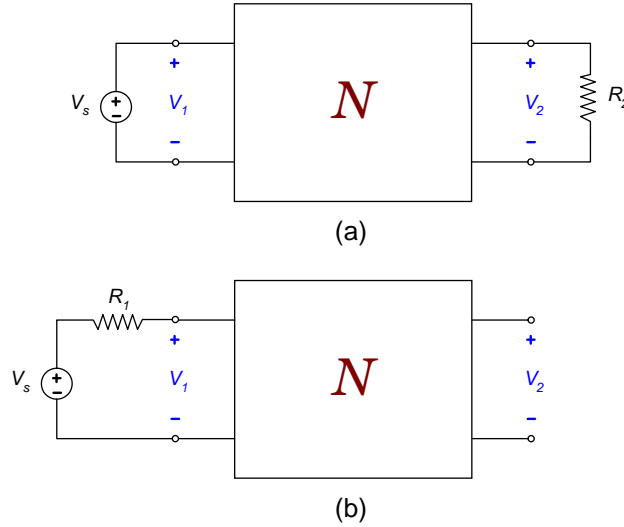 + +
V_s + − V_1 N V_2 R_2
− −
(a)
R_1
+ +
V_s + − V_1 N V_2
− −
(b)